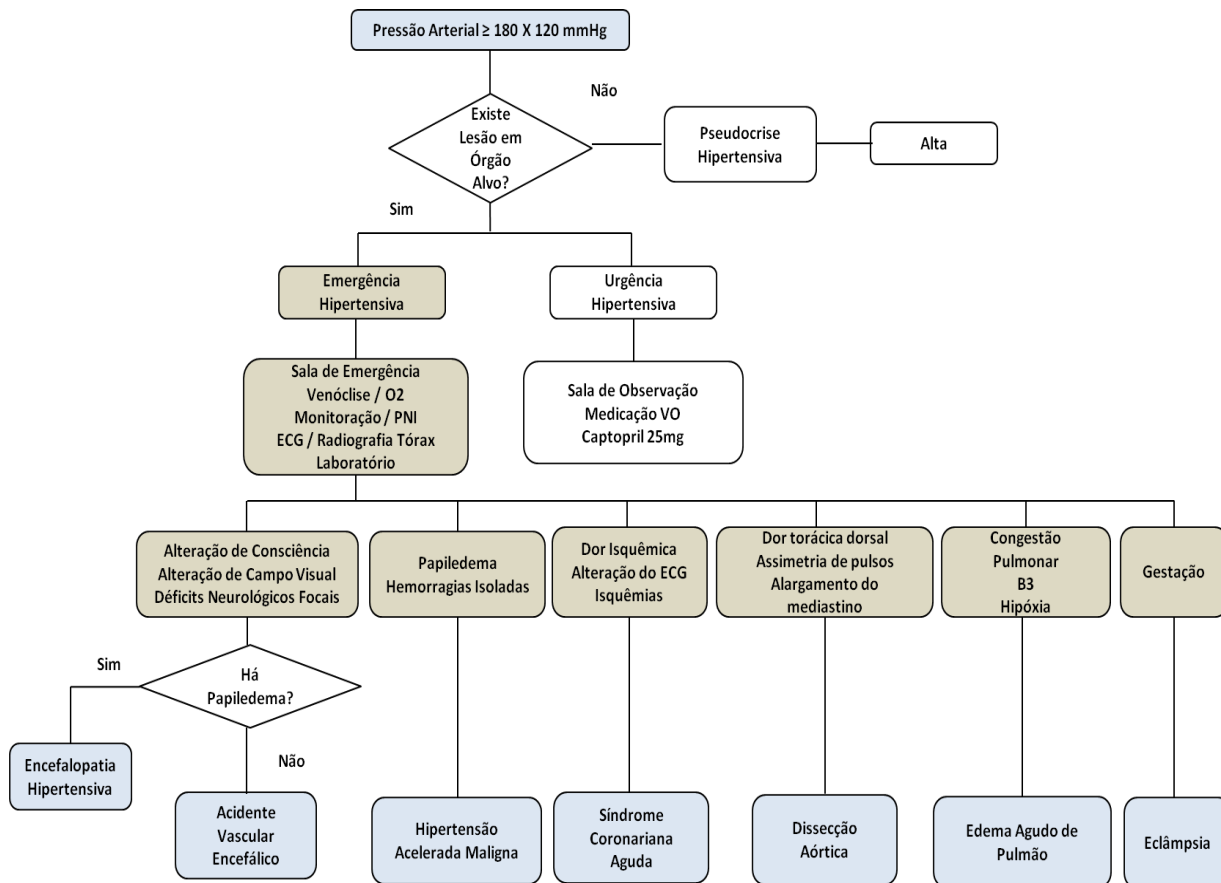 Pressão Arterial ≥ 180 X 120 mmHg
Não
Existe
Lesão em
Órgão
Alvo?
Pseudocrise
Hipertensiva
Alta
Sim
Emergência
Hipertensiva
Urgência
Hipertensiva
Sala de Emergência
Venóclise / O2
Monitoração / PNI
ECG / Radiografia Tórax
Laboratório
Sala de Observação
Medicação VO
Captopril 25mg
Alteração de Consciência
Alteração de Campo Visual
Déficits Neurológicos Focais
Papiledema
Hemorragias Isoladas
Dor Isquêmica
Alteração do ECG
Isquêmias
Dor torácica dorsal
Assimetria de pulsos
Alargamento do
mediastino
Congestão
Pulmonar
B3
Hipóxia
Gestação
Sim
Há
Papiledema?
Não
Encefalopatia
Hipertensiva
Acidente
Vascular
Encefálico
Hipertensão
Acelerada Maligna
Síndrome
Coronariana
Aguda
Dissecção
Aórtica
Edema Agudo de
Pulmão
Eclâmpsia